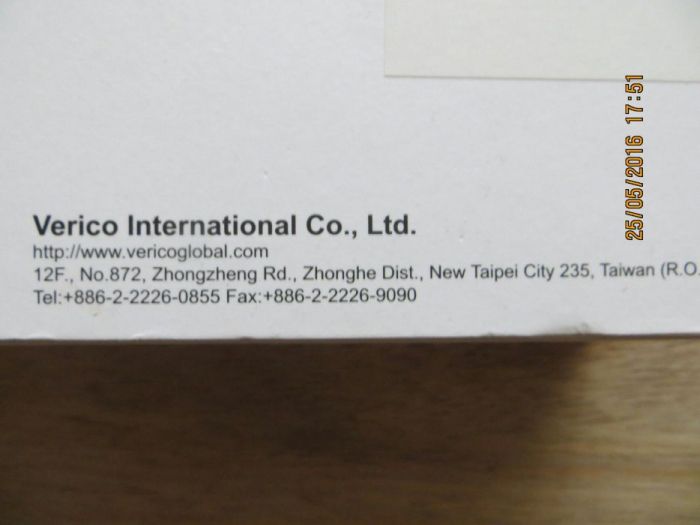 Verico International Co., Ltd.
http://www.vericoglobal.com
12F., No.872, Zhongzheng Rd., Zhonghe Dist., New Taipei City 235, Taiwan (R.O.
Tel:+886-2-2226-0855 Fax:+886-2-2226-9090
25/05/2016 17:51